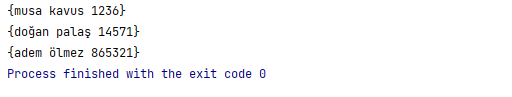 {musa kavus 1236}
{doğan palaş 14571}
{adem ölmez 865321}
Process finished with the exit code 0